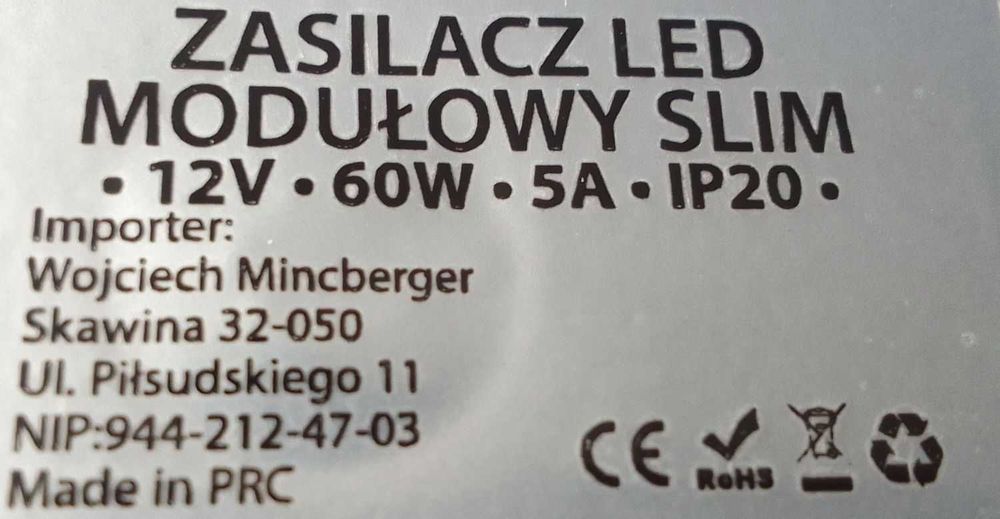 ZASILACZ LED
MODUŁOWY SLIM
• 12V • 60W • 5A • IP20 •
Importer:
Wojciech Mincberger
Skawina 32-050
Ul. Piłsudskiego 11
NIP:944-212-47-03
Made in PRC
CE RoHS